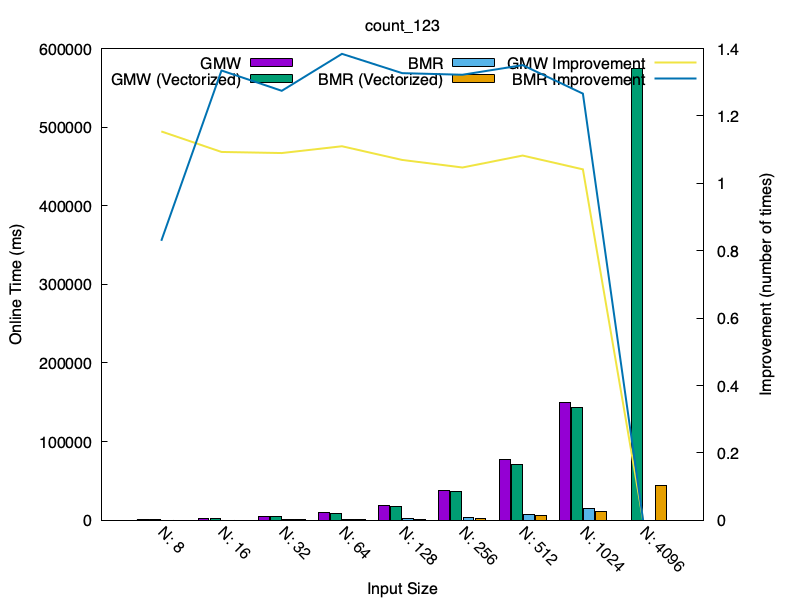 count_123
GMW
GMW (Vectorized)
BMR
BMR (Vectorized)
GMW Improvement
BMR Improvement
600000
500000
400000
300000
200000
100000
0
Online Time (ms)
1.4
1.2
1
0.8
0.6
0.4
0.2
0
Improvement (number of times)
N: 8
N: 16
N: 32
N: 64
N: 128
N: 256
N: 512
N: 1024
N: 4096
Input Size